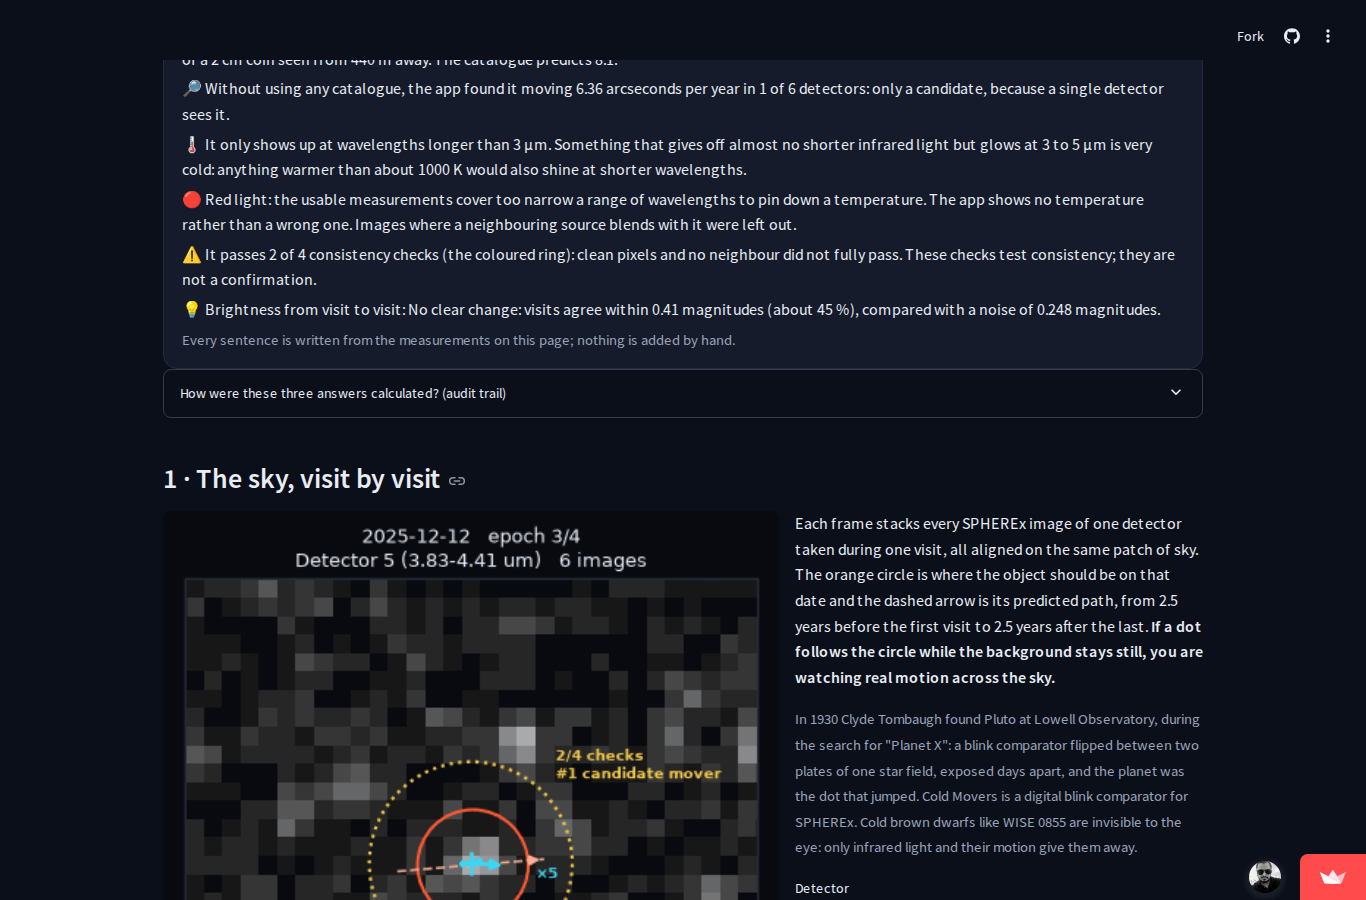 Fork
of a 2 cm coin seen from 440 m away. The catalogue predicts 8.1.
🔎 Without using any catalogue, the app found it moving 6.36 arcseconds per year in 1 of 6 detectors: only a candidate, because a single detector
sees it.
🌡️ It only shows up at wavelengths longer than 3 µm. Something that gives off almost no shorter infrared light but glows at 3 to 5 µm is very
cold: anything warmer than about 1000 K would also shine at shorter wavelengths.
🔴 Red light: the usable measurements cover too narrow a range of wavelengths to pin down a temperature. The app shows no temperature
rather than a wrong one. Images where a neighbouring source blends with it were left out.
⚠️ It passes 2 of 4 consistency checks (the coloured ring): clean pixels and no neighbour did not fully pass. These checks test consistency; they are
not a confirmation.
💡 Brightness from visit to visit: No clear change: visits agree within 0.41 magnitudes (about 45 %), compared with a noise of 0.248 magnitudes.
Every sentence is written from the measurements on this page; nothing is added by hand.
How were these three answers calculated? (audit trail)
1 · The sky, visit by visit
2025-12-12 epoch 3/4
Detector 5 (3.83-4.41 um) 6 images
2/4 checks
#1 candidate mover
x5
Each frame stacks every SPHEREx image of one detector
taken during one visit, all aligned on the same patch of sky.
The orange circle is where the object should be on that
date and the dashed arrow is its predicted path, from 2.5
years before the first visit to 2.5 years after the last. If a dot
follows the circle while the background stays still, you are
watching real motion across the sky.
In 1930 Clyde Tombaugh found Pluto at Lowell Observatory, during
the search for "Planet X": a blink comparator flipped between two
plates of one star field, exposed days apart, and the planet was
the dot that jumped. Cold Movers is a digital blink comparator for
SPHEREx. Cold brown dwarfs like WISE 0855 are invisible to the
eye: only infrared light and their motion give them away.
Detector